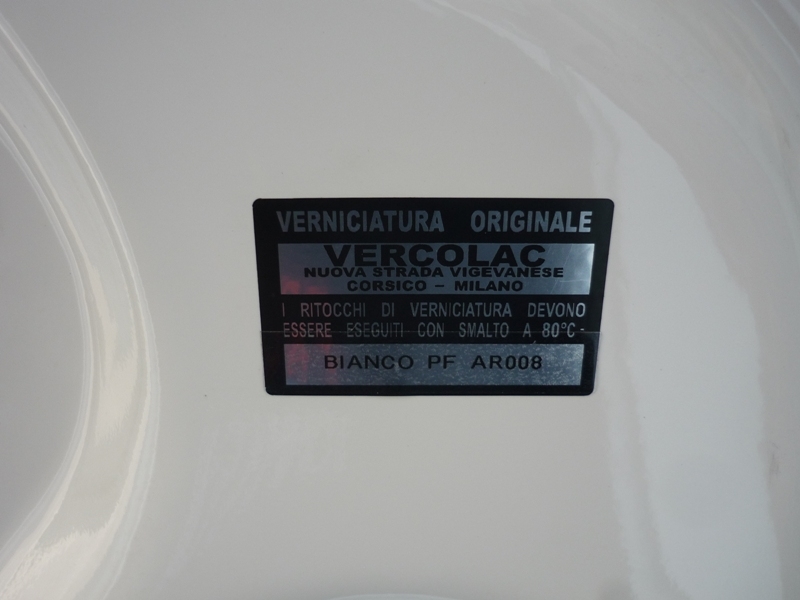 VERNICIATURA ORIGINALE
VERCOLAC
NUOVA STRADA VIGEVANESE
CORSICO – MILANO
I RITOCCHI DI VERNICIATURA DEVONO
ESSERE ESEGUITI CON SMALTO A 80°C -
BIANCO PF AR008